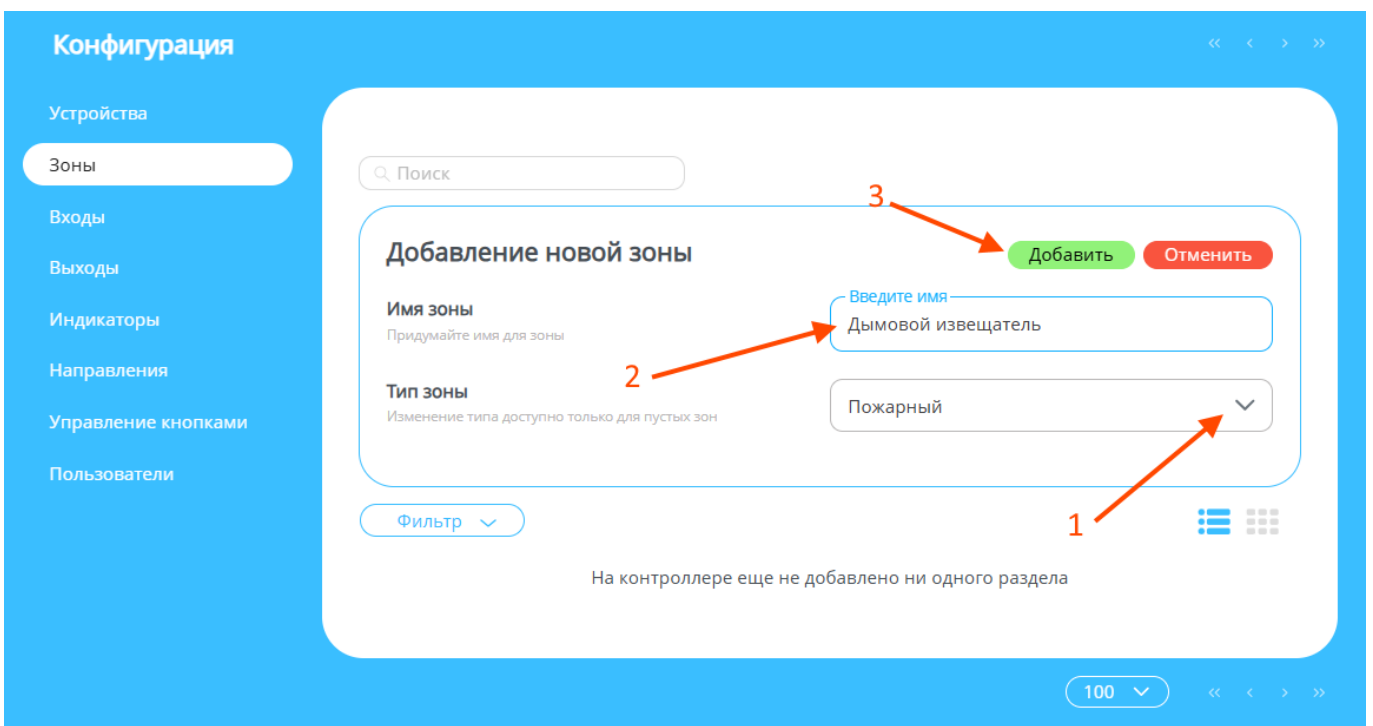 Конфигурация
« ‹ › »
Устройства
Зоны
Входы
Выходы
Индикаторы
Направления
Управление кнопками
Пользователи
Поиск
3
Добавление новой зоны
Добавить
Отменить
Имя зоны
Придумайте имя для зоны
Введите имя
Дымовой извещатель
2
Тип зоны
Изменение типа доступно только для пустых зон
Пожарный
Фильтр
1
На контроллере еще не добавлено ни одного раздела
100
« ‹ › »